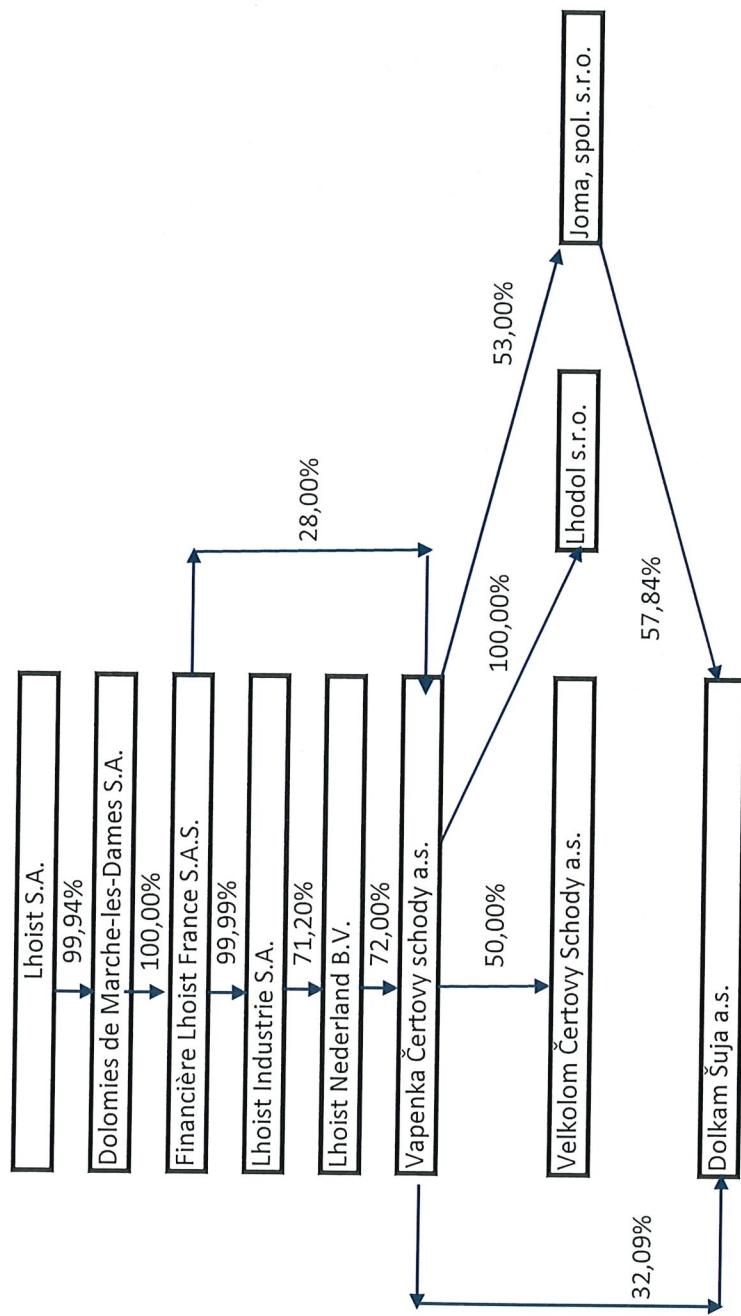 Lhoist S.A.
99,94%
Dolomies de Marche-les-Dames S.A.
100,00%
Financière Lhoist France S.A.S.
99,99%
28,00%
Lhoist Industrie S.A.
71,20%
Lhoist Nederland B.V.
72,00%
Vapenka Čertovy schody a.s.
50,00%
100,00%
53,00%
Velkolom Čertovy Schody a.s.
Lhodol s.r.o.
Joma, spol. s.r.o.
32,09%
57,84%
Dolkam Šuja a.s.